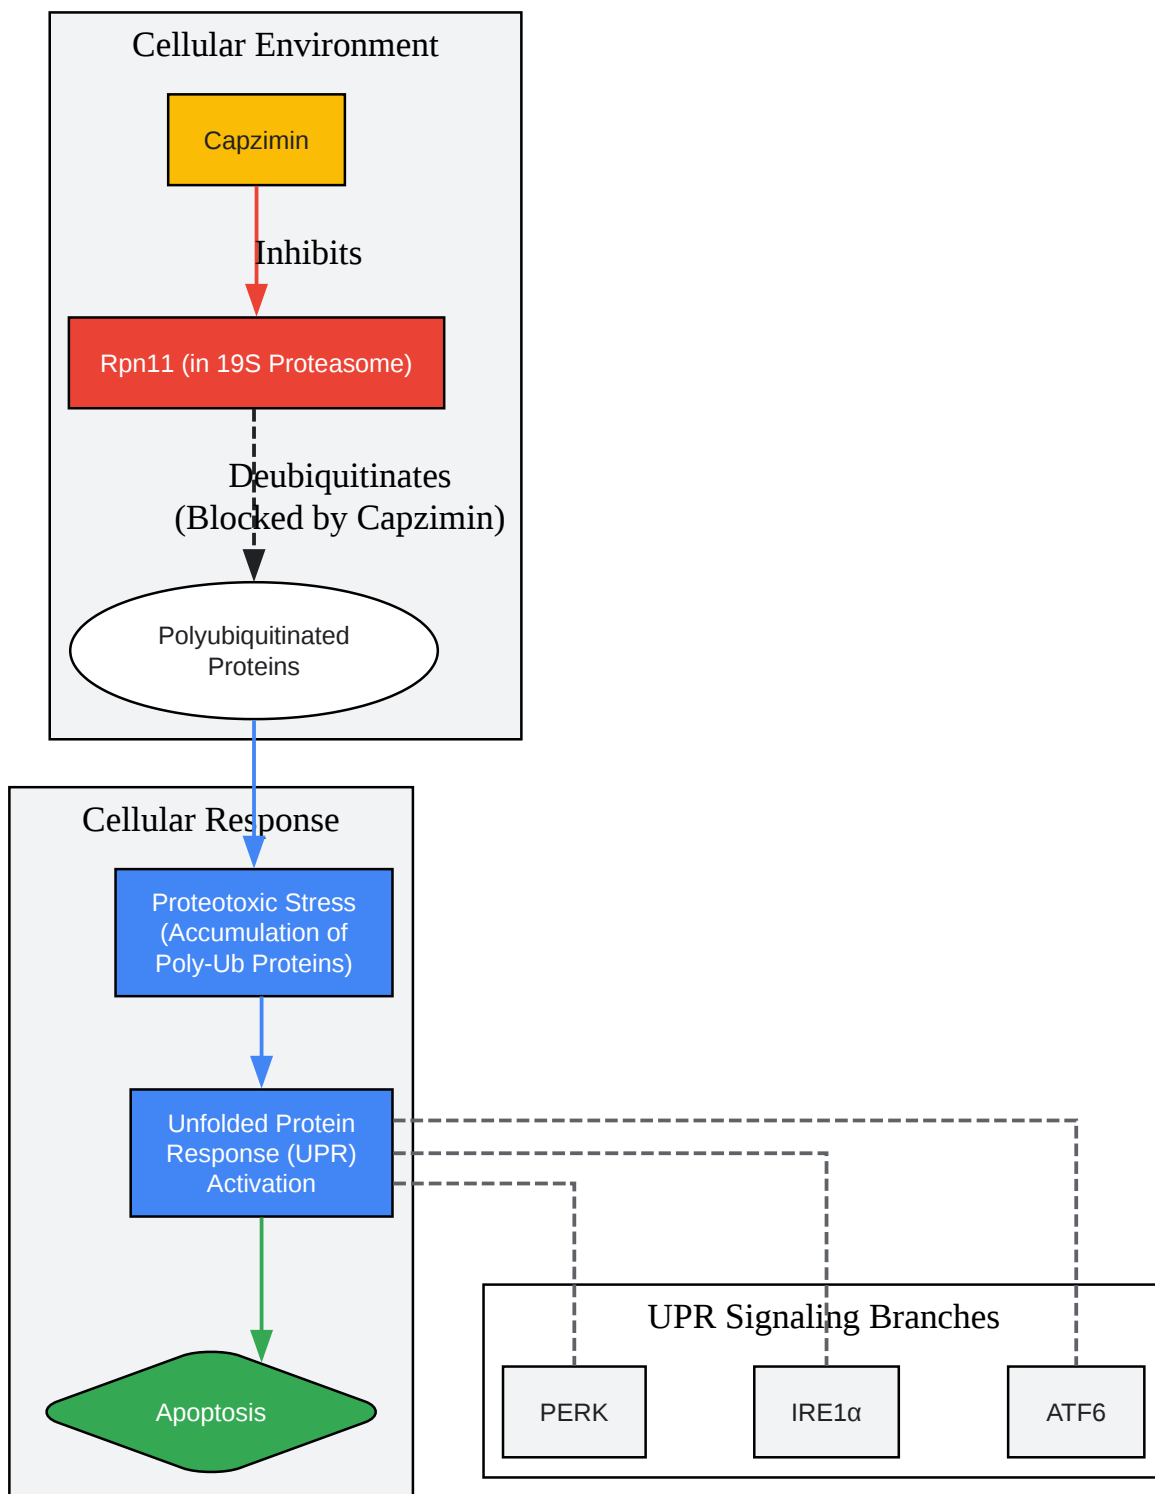 Cellular Environment
Capzimin
Inhibits
Rpn11 (in 19S Proteasome)
Deubiquitinates
(Blocked by Capzimin)
Polyubiquitinated
Proteins
Cellular Response
Proteotoxic Stress
(Accumulation of
Poly-Ub Proteins)
Unfolded Protein
Response (UPR)
Activation
UPR Signaling Branches
Apoptosis
PERK
IRE1α
ATF6